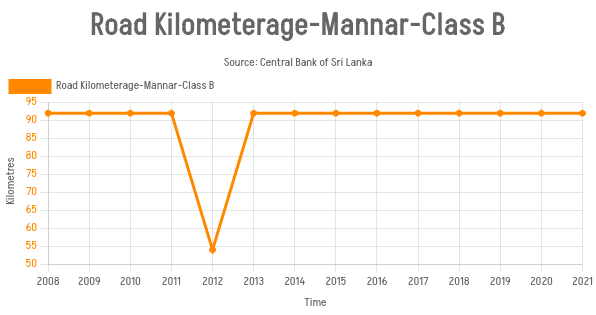 Road Kilometerage-Mannar-Class B
Source: Central Bank of Sri Lanka
Road Kilometerage-Mannar-Class B
95
90
85
80
75
70
65
60
55
50
Kilometres
2008 2009 2010 2011 2012 2013 2014 2015 2016 2017 2018 2019 2020 2021
Time